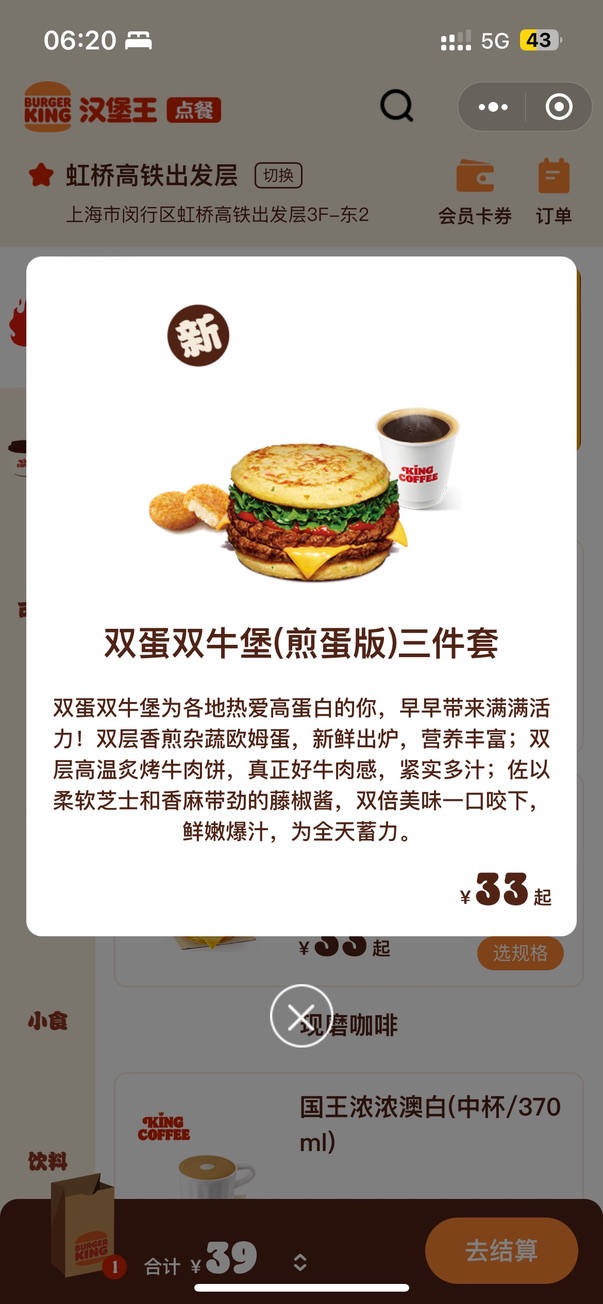 06:20
5G 43
BURGER KING 汉堡王 点餐
虹桥高铁出发层 切换
上海市闵行区虹桥高铁出发层3F-东2
会员卡券 订单
新
KING COFFEE
双蛋双牛堡(煎蛋版)三件套
双蛋双牛堡为各地热爱高蛋白的你，早早带来满满活
力！双层香煎杂蔬欧姆蛋，新鲜出炉，营养丰富；双
层高温炙烤牛肉饼，真正好牛肉感，紧实多汁；佐以
柔软芝士和香麻带劲的藤椒酱，双倍美味一口咬下，
鲜嫩爆汁，为全天蓄力。
¥33起
¥33起
选规格
小食
现磨咖啡
KING COFFEE
国王浓浓澳白(中杯/370
ml)
饮料
BURGER KING
1
合计 ¥39
去结算